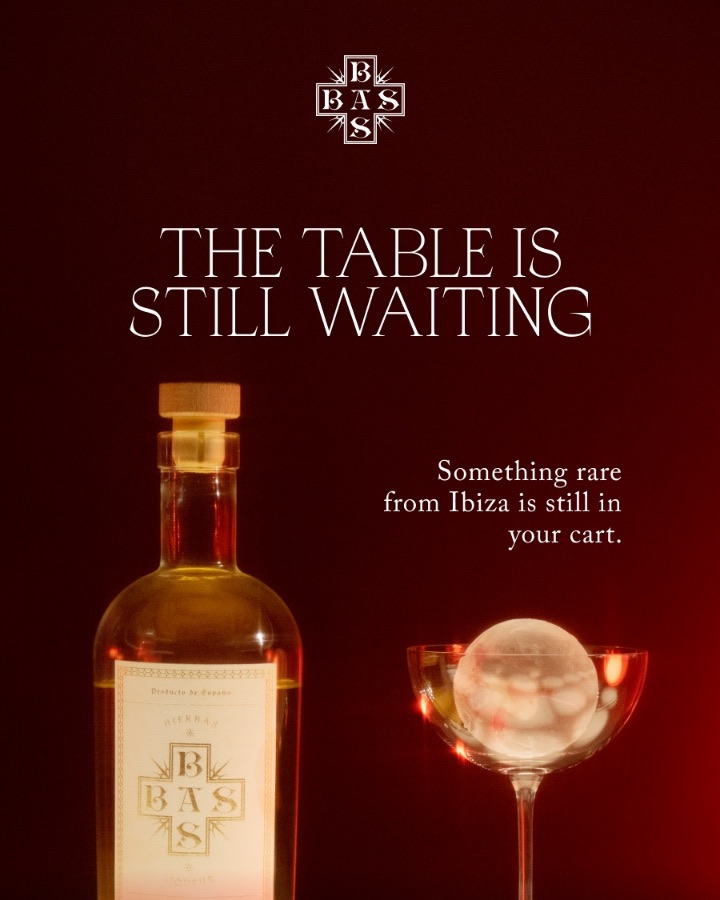 B
BAS
S
THE TABLE IS
STILL WAITING
Something rare
from Ibiza is still in
your cart.
Producto de España
HIERBAS
B
BAS
S